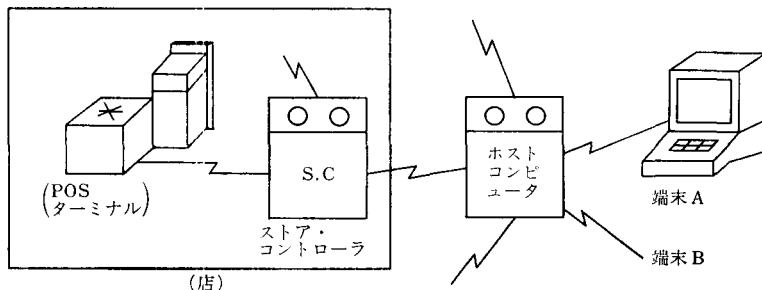 (POS
ターミナル)
S.C
ストア・
コントローラ
(店)
ホスト
コンピ
ュータ
端末A
端末B